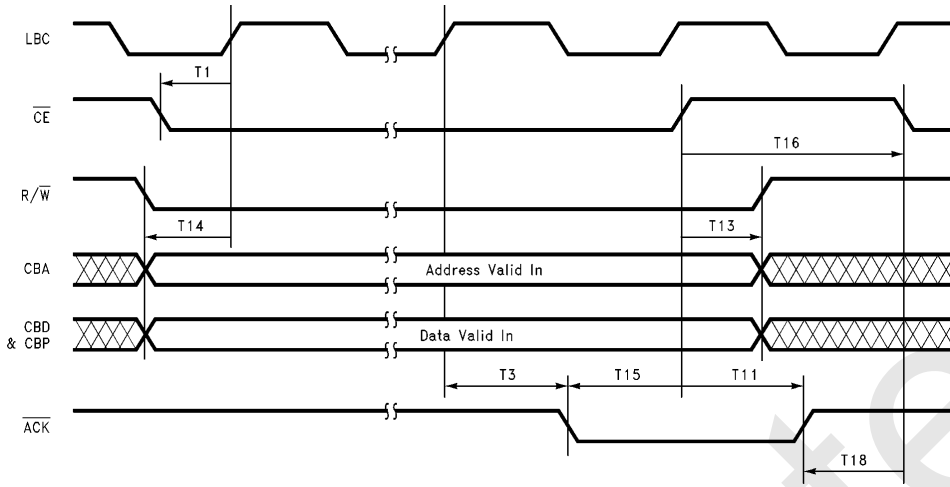 LBC
T1
CE
T16
R/W
T14
T13
CBA
Address Valid In
CBD
& CBP
Data Valid In
T3
T15
T11
ACK
T18